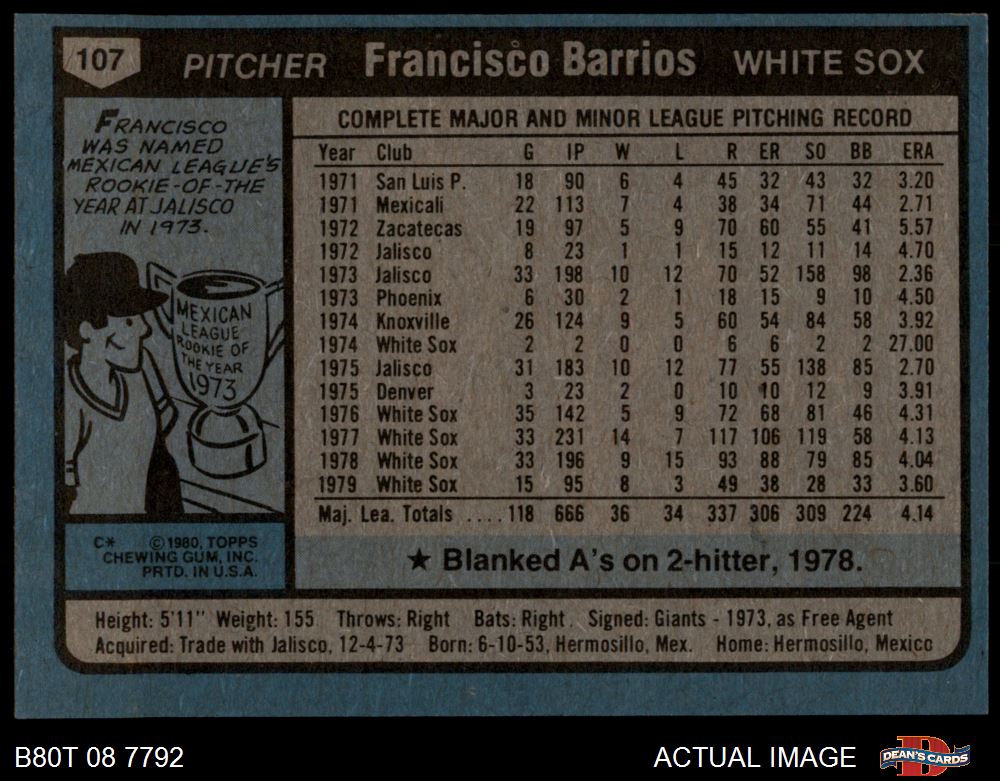 107 PITCHER Francisco Barrios WHITE SOX
FRANCISCO
WAS NAMED
MEXICAN LEAGUE'S
ROOKIE-OF-THE
YEAR AT JALISCO
IN 1973.
MEXICAN
LEAGUE
ROOKIE OF
THE YEAR
1973
C* ©1980, TOPPS
CHEWING GUM, INC.
PRTD. IN U.S.A.
COMPLETE MAJOR AND MINOR LEAGUE PITCHING RECORD
Year Club G IP W L R ER SO BB ERA
1971 San Luis P. 18 90 6 4 45 32 43 32 3.20
1971 Mexicali 22 113 7 4 38 34 71 44 2.71
1972 Zacatecas 19 97 5 9 70 60 55 41 5.57
1972 Jalisco 8 23 1 1 15 12 11 14 4.70
1973 Jalisco 33 198 10 12 70 52 158 98 2.36
1973 Phoenix 6 30 2 1 18 15 9 10 4.50
1974 Knoxville 26 124 9 5 60 54 84 58 3.92
1974 White Sox 2 2 0 0 6 6 2 2 27.00
1975 Jalisco 31 183 10 12 77 55 138 85 2.70
1975 Denver 3 23 2 0 10 10 12 9 3.91
1976 White Sox 35 142 5 9 72 68 81 46 4.31
1977 White Sox 33 231 14 7 117 106 119 58 4.13
1978 White Sox 33 196 9 15 93 88 79 85 4.04
1979 White Sox 15 95 8 3 49 38 28 33 3.60
Maj. Lea. Totals ....118 666 36 34 337 306 309 224 4.14
★ Blanked A's on 2-hitter, 1978.
Height: 5'11" Weight: 155 Throws: Right Bats: Right Signed: Giants - 1973, as Free Agent
Acquired: Trade with Jalisco, 12-4-73 Born: 6-10-53, Hermosillo, Mex. Home: Hermosillo, Mexico
B80T 08 7792 ACTUAL IMAGE DEAN'S CARDS